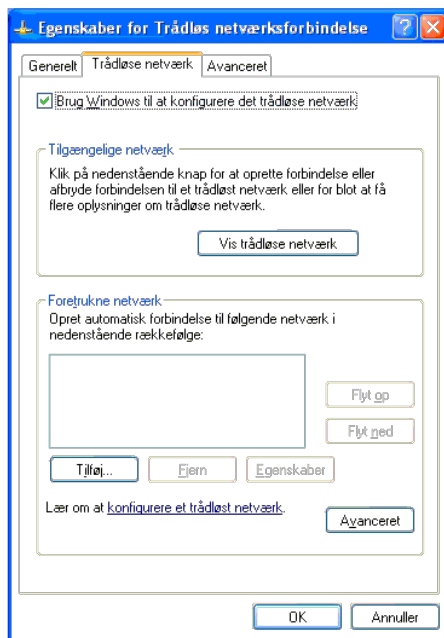 Egenskaber for Trådløs netværksforbindelse
Generelt
Trådløse netværk
Avanceret
Brug Windows til at konfigurere det trådløse netværk
Tilgængelige netværk
Klik på nedenstående knap for at oprette forbindelse eller
afbryde forbindelsen til et trådløst netværk eller for blot at få
flere oplysninger om trådløse netværk.
Vis trådløse netværk
Foretrukne netværk
Opret automatisk forbindelse til følgende netværk i
nedenstående rækkefølge:
Flyt op
Flyt ned
Tilføj...
Fjern
Egenskaber
Lær om at konfigurere et trådløst netværk.
Avanceret
OK
Annuller